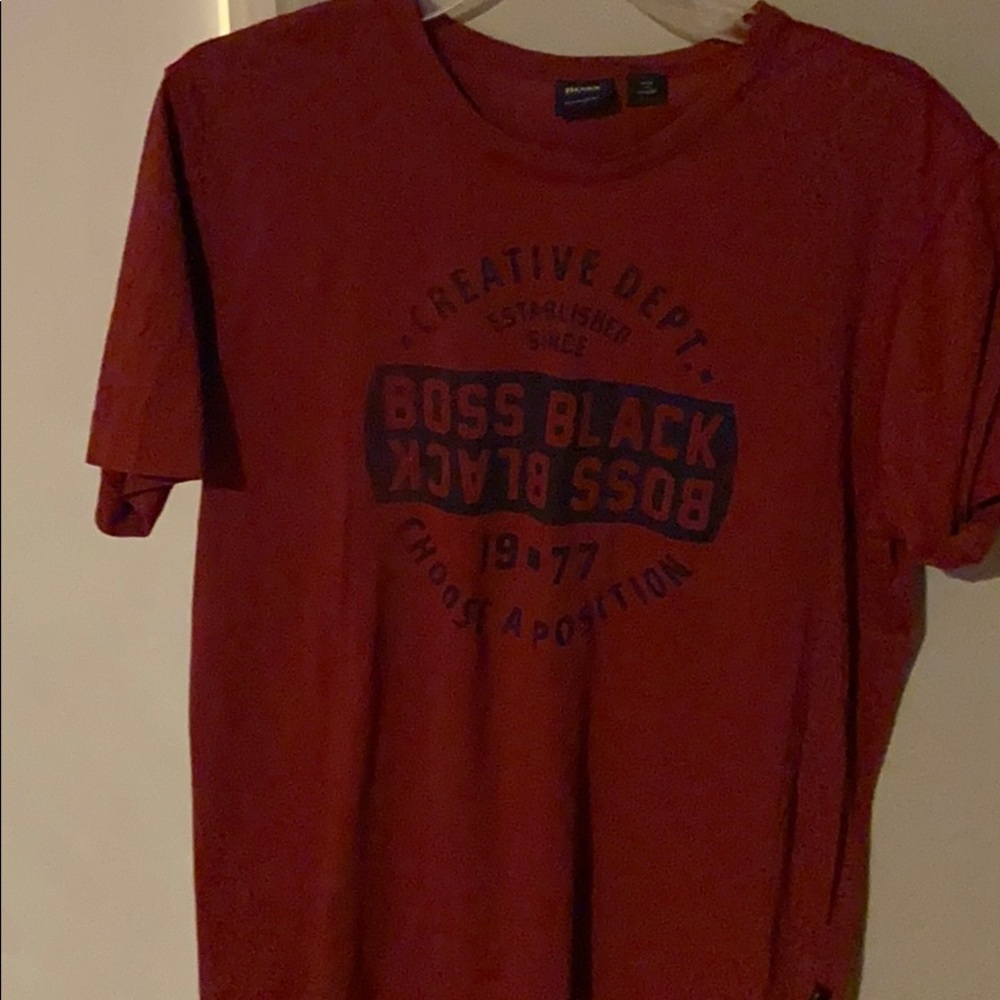 CREATIVE DEPT.
ESTABLISHED
SINCE
BOSS BLACK
BOSS BLACK
19 77
CHOOSE A POSITION